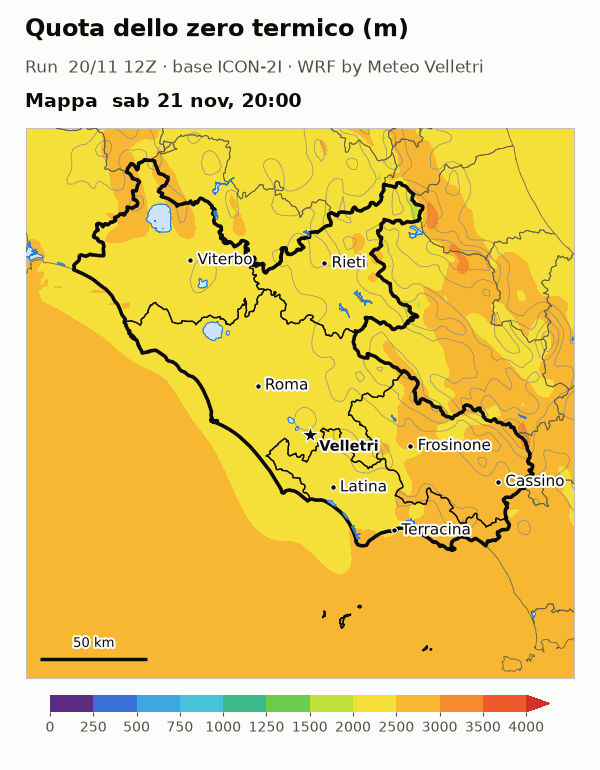 Quota dello zero termico (m)
Run  20/11 12Z · base ICON-2I · WRF by Meteo Velletri
Mappa  sab 21 nov, 20:00
Viterbo
Rieti
Roma
Velletri
Frosinone
Latina
Cassino
Terracina
50 km
0 250 500 750 1000 1250 1500 2000 2500 3000 3500 4000